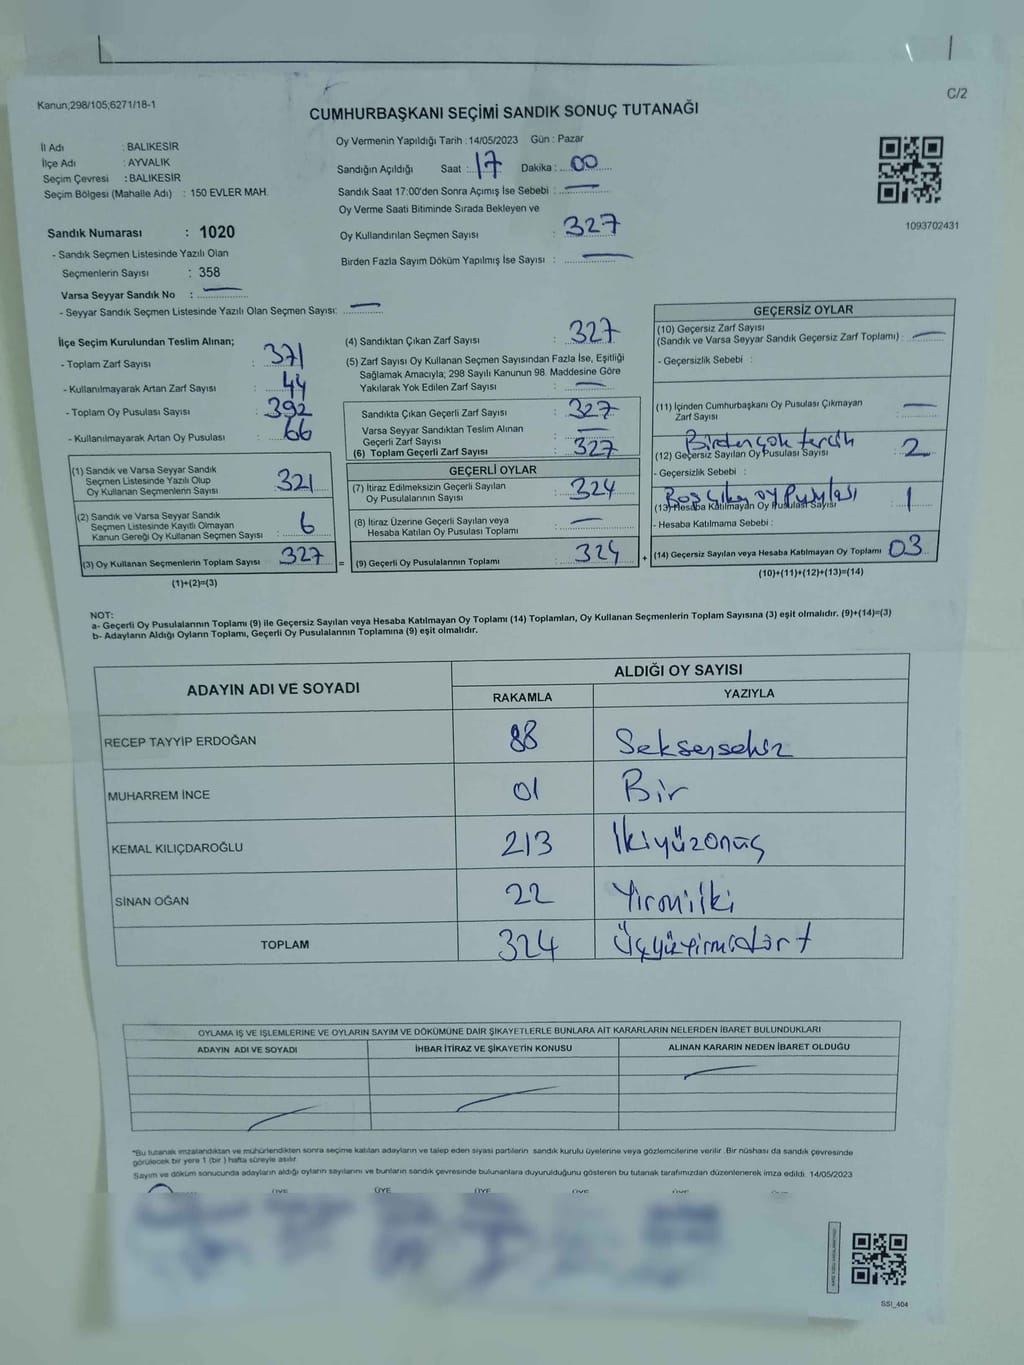 Kanun;298/105;6271/18-1
C/2
CUMHURBAŞKANI SEÇİMİ SANDIK SONUÇ TUTANAĞI
İl Adı : BALIKESİR
İlçe Adı : AYVALIK
Seçim Çevresi : BALIKESİR
Seçim Bölgesi (Mahalle Adı) : 150 EVLER MAH.
Sandık Numarası : 1020
- Sandık Seçmen Listesinde Yazılı Olan
Seçmenlerin Sayısı : 358
Varsa Seyyar Sandık No :
- Seyyar Sandık Seçmen Listesinde Yazılı Olan Seçmen Sayısı:
Oy Vermenin Yapıldığı Tarih : 14/05/2023 Gün : Pazar
Sandığın Açıldığı Saat : 17 Dakika : 00
Sandık Saat 17:00'den Sonra Açımış İse Sebebi :
Oy Verme Saati Bitiminde Sırada Bekleyen ve
Oy Kullandırılan Seçmen Sayısı : 327
Birden Fazla Sayım Döküm Yapılmış İse Sayısı :
1093702431
İlçe Seçim Kurulundan Teslim Alınan;
- Toplam Zarf Sayısı : 371
- Kullanılmayarak Artan Zarf Sayısı : 44
- Toplam Oy Pusulası Sayısı : 392
- Kullanılmayarak Artan Oy Pusulası : 66
(1) Sandık ve Varsa Seyyar Sandık
Seçmen Listesinde Yazılı Olup
Oy Kullanan Seçmenlerin Sayısı : 321
(2) Sandık ve Varsa Seyyar Sandık
Seçmen Listesinde Kayıtlı Olmayan
Kanun Gereği Oy Kullanan Seçmen Sayısı : 6
(3) Oy Kullanan Seçmenlerin Toplam Sayısı : 327
(1)+(2)=(3)
(4) Sandıktan Çıkan Zarf Sayısı : 327
(5) Zarf Sayısı Oy Kullanan Seçmen Sayısından Fazla İse, Eşitliği
Sağlamak Amacıyla; 298 Sayılı Kanunun 98. Maddesine Göre
Yakılarak Yok Edilen Zarf Sayısı :
Sandıkta Çıkan Geçerli Zarf Sayısı : 327
Varsa Seyyar Sandıktan Teslim Alınan
Geçerli Zarf Sayısı :
(6) Toplam Geçerli Zarf Sayısı : 327
GEÇERLİ OYLAR
(7) İtiraz Edilmeksizin Geçerli Sayılan
Oy Pusulalarının Sayısı : 324
(8) İtiraz Üzerine Geçerli Sayılan veya
Hesaba Katılan Oy Pusulası Toplamı :
= (9) Geçerli Oy Pusulalarının Toplamı : 324 +
GEÇERSİZ OYLAR
(10) Geçersiz Zarf Sayısı
(Sandık ve Varsa Seyyar Sandık Geçersiz Zarf Toplamı) :
- Geçersizlik Sebebi :
(11) İçinden Cumhurbaşkanı Oy Pusulası Çıkmayan
Zarf Sayısı
Birden çok tercih
(12) Geçersiz Sayılan Oy Pusulası Sayısı : 2
- Geçersizlik Sebebi :
Boş Çıkan oy Pusulası
(13) Hesaba Katılmayan Oy Pusulası Sayısı : 1
- Hesaba Katılmama Sebebi :
(14) Geçersiz Sayılan veya Hesaba Katılmayan Oy Toplamı : 03
(10)+(11)+(12)+(13)=(14)
NOT:
a- Geçerli Oy Pusulalarının Toplamı (9) ile Geçersiz Sayılan veya Hesaba Katılmayan Oy Toplamı (14) Toplamları, Oy Kullanan Seçmenlerin Toplam Sayısına (3) eşit olmalıdır. (9)+(14)=(3)
b- Adayların Aldığı Oyların Toplamı, Geçerli Oy Pusulalarının Toplamına (9) eşit olmalıdır.
ADAYIN ADI VE SOYADI
ALDIĞI OY SAYISI
RAKAMLA YAZIYLA
RECEP TAYYİP ERDOĞAN 88 Seksensekiz
MUHARREM İNCE 01 Bir
KEMAL KILIÇDAROĞLU 213 İkiyüzonüç
SİNAN OĞAN 22 Yirmiiki
TOPLAM 324 Üçyüzyirmidört
OYLAMA İŞ VE İŞLEMLERİNE VE OYLARIN SAYIM VE DÖKÜMÜNE DAİR ŞİKAYETLERLE BUNLARA AİT KARARLARIN NELERDEN İBARET BULUNDUKLARI
ADAYIN ADI VE SOYADI İHBAR İTİRAZ VE ŞİKAYETİN KONUSU ALINAN KARARIN NEDEN İBARET OLDUĞU
*Bu tutanak imzalandıktan ve mühürlendikten sonra seçime katılan adayların ve talep eden siyasi partilerin sandık kurulu üyelerine veya gözlemcilerine verilir. Bir nüshası da sandık çevresinde
görülecek bir yere 1 (bir) hafta süreyle asılır.
Sayım ve döküm sonucunda adayların aldığı oyların sayılarını ve bunların sandık çevresinde bulunanlara duyurulduğunu gösteren bu tutanak tarafımızdan düzenlenerek imza edildi. 14/05/2023
ÜYE ÜYE ÜYE ÜYE ÜYE
SSI_404